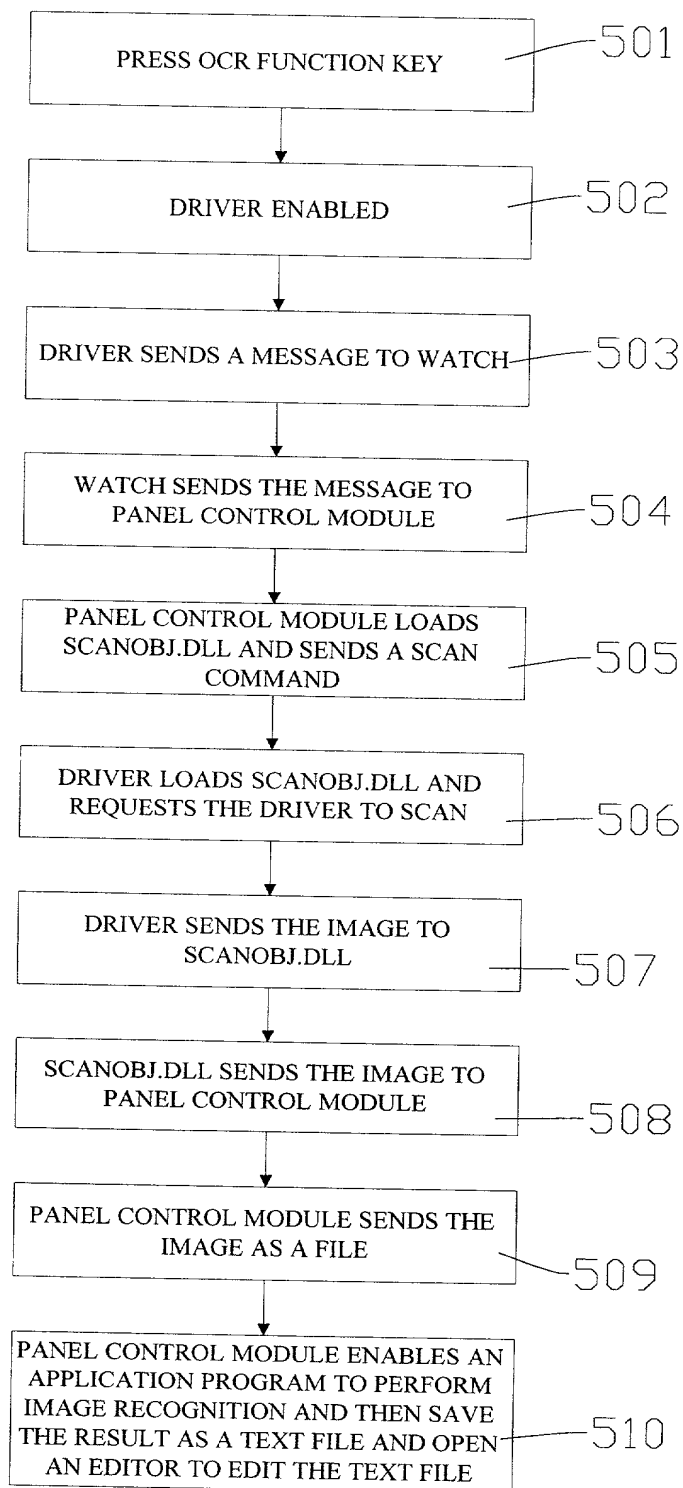 PRESS OCR FUNCTION KEY
501
DRIVER ENABLED
502
DRIVER SENDS A MESSAGE TO WATCH
503
WATCH SENDS THE MESSAGE TO
PANEL CONTROL MODULE
504
PANEL CONTROL MODULE LOADS
SCANOBJ.DLL AND SENDS A SCAN
COMMAND
505
DRIVER LOADS SCANOBJ.DLL AND
REQUESTS THE DRIVER TO SCAN
506
DRIVER SENDS THE IMAGE TO
SCANOBJ.DLL
507
SCANOBJ.DLL SENDS THE IMAGE TO
PANEL CONTROL MODULE
508
PANEL CONTROL MODULE SENDS THE
IMAGE AS A FILE
509
PANEL CONTROL MODULE ENABLES AN
APPLICATION PROGRAM TO PERFORM
IMAGE RECOGNITION AND THEN SAVE
THE RESULT AS A TEXT FILE AND OPEN
AN EDITOR TO EDIT THE TEXT FILE
510